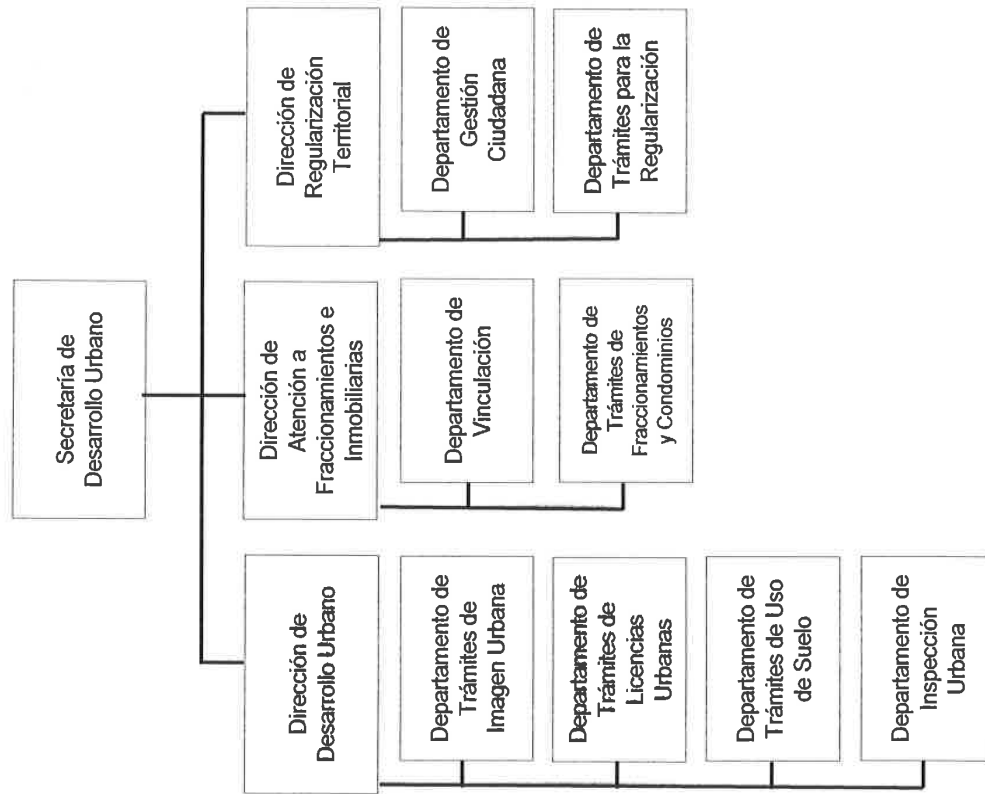 Secretaría de
Desarrollo Urbano
Dirección de
Desarrollo Urbano
Departamento de
Trámites de
Imagen Urbana
Departamento de
Trámites de
Licencias
Urbanas
Departamento de
Trámites de Uso
de Suelo
Departamento de
Inspección
Urbana
Dirección de
Atención a
Fraccionamientos e
Inmobiliarias
Departamento de
Vinculación
Departamento de
Trámites de
Fraccionamientos
y Condominios
Dirección de
Regularización
Territorial
Departamento de
Gestión
Ciudadana
Departamento de
Trámites para la
Regularización